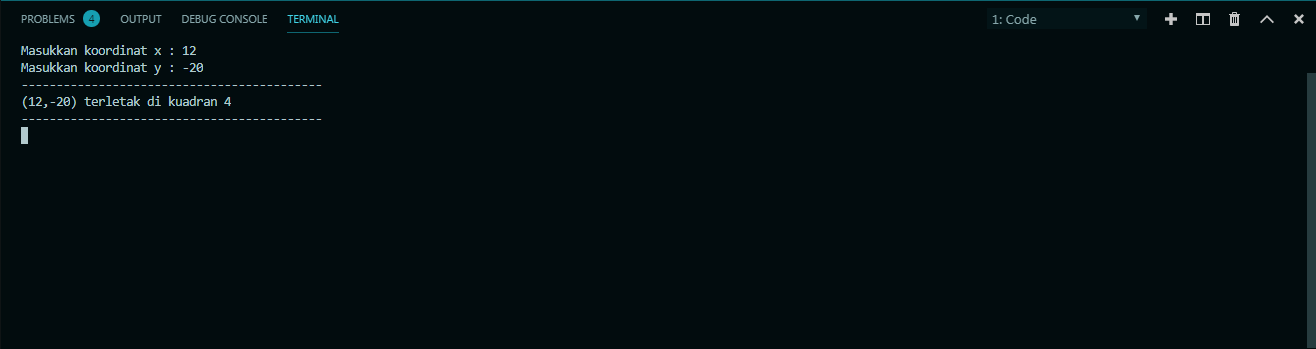 PROBLEMS 4 OUTPUT DEBUG CONSOLE TERMINAL 1: Code
Masukkan koordinat x : 12
Masukkan koordinat y : -20
-------------------------------------------
(12,-20) terletak di kuadran 4
-------------------------------------------